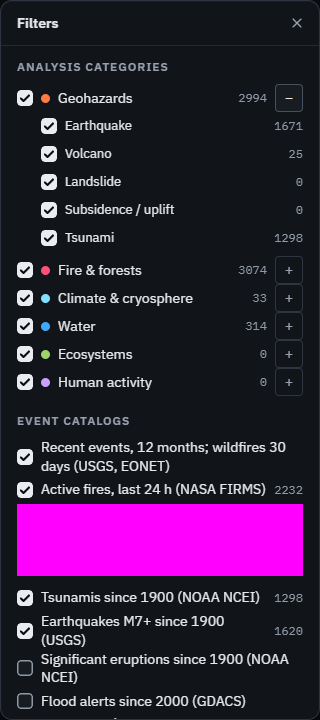 Filters
ANALYSIS CATEGORIES
Geohazards 2994 −
Earthquake 1671
Volcano 25
Landslide 0
Subsidence / uplift 0
Tsunami 1298
Fire & forests 3074 +
Climate & cryosphere 33 +
Water 314 +
Ecosystems 0 +
Human activity 0 +
EVENT CATALOGS
Recent events, 12 months; wildfires 30
days (USGS, EONET)
Active fires, last 24 h (NASA FIRMS) 2232
Tsunamis since 1900 (NOAA NCEI) 1298
Earthquakes M7+ since 1900
(USGS) 1620
Significant eruptions since 1900 (NOAA
NCEI)
Flood alerts since 2000 (GDACS)